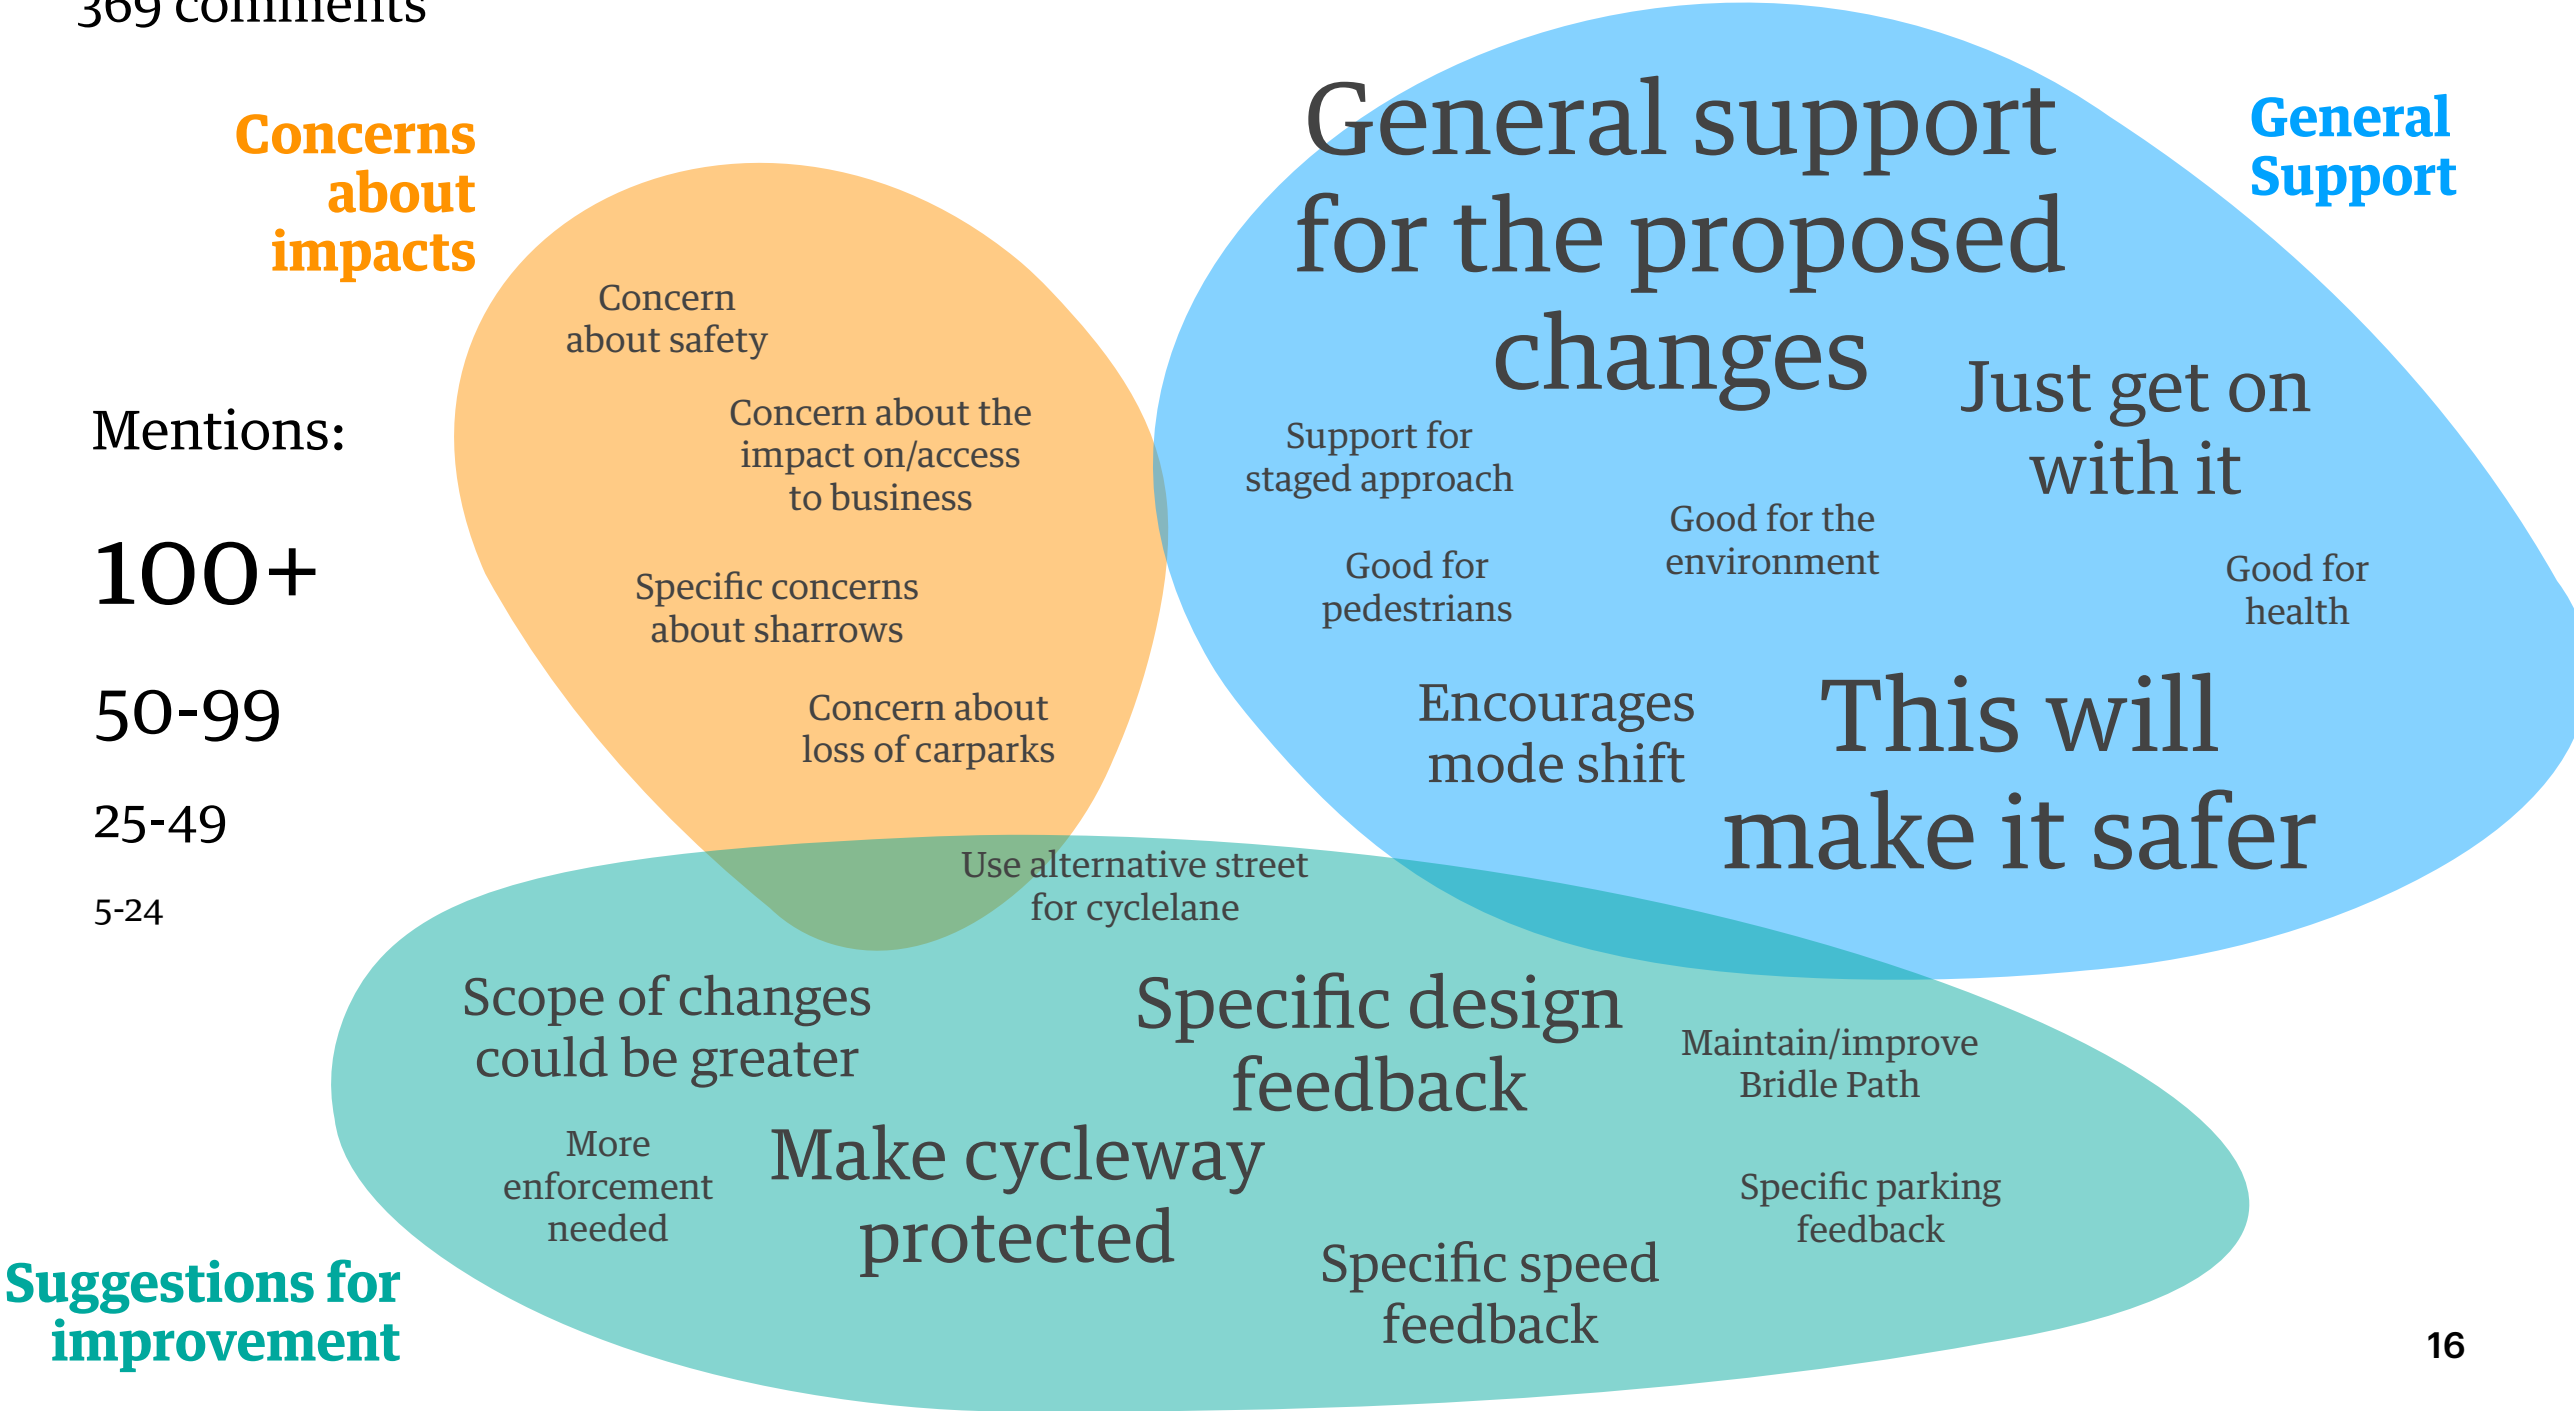 369 comments
Concerns
about
impacts
Mentions:
100+
50-99
25-49
5-24
Concern
about safety
Concern about the
impact on/access
to business
Specific concerns
about sharrows
Concern about
loss of carparks
General
Support
General support
for the proposed
changes
Just get on
with it
Support for
staged approach
Good for the
environment
Good for
pedestrians
Good for
health
Encourages
mode shift
This will
make it safer
Use alternative street
for cyclelane
Scope of changes
could be greater
Specific design
feedback
Maintain/improve
Bridle Path
More
enforcement
needed
Make cycleway
protected
Specific parking
feedback
Specific speed
feedback
Suggestions for
improvement
16